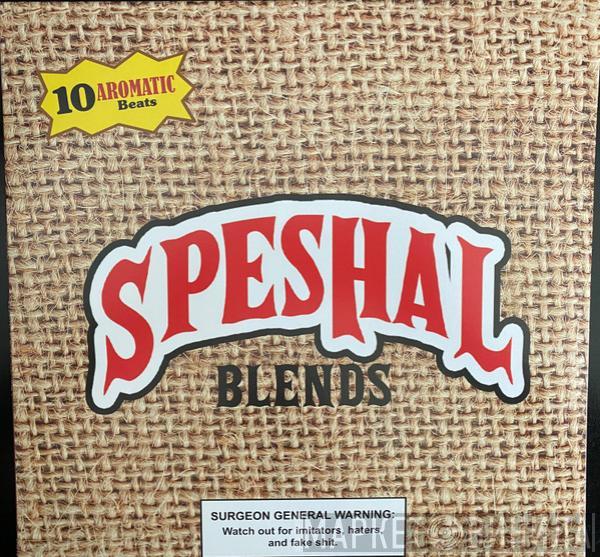 10 AROMATIC
Beats
SPESHAL
BLENDS
SURGEON GENERAL WARNING:
Watch out for imitators, haters,
and fake shit.